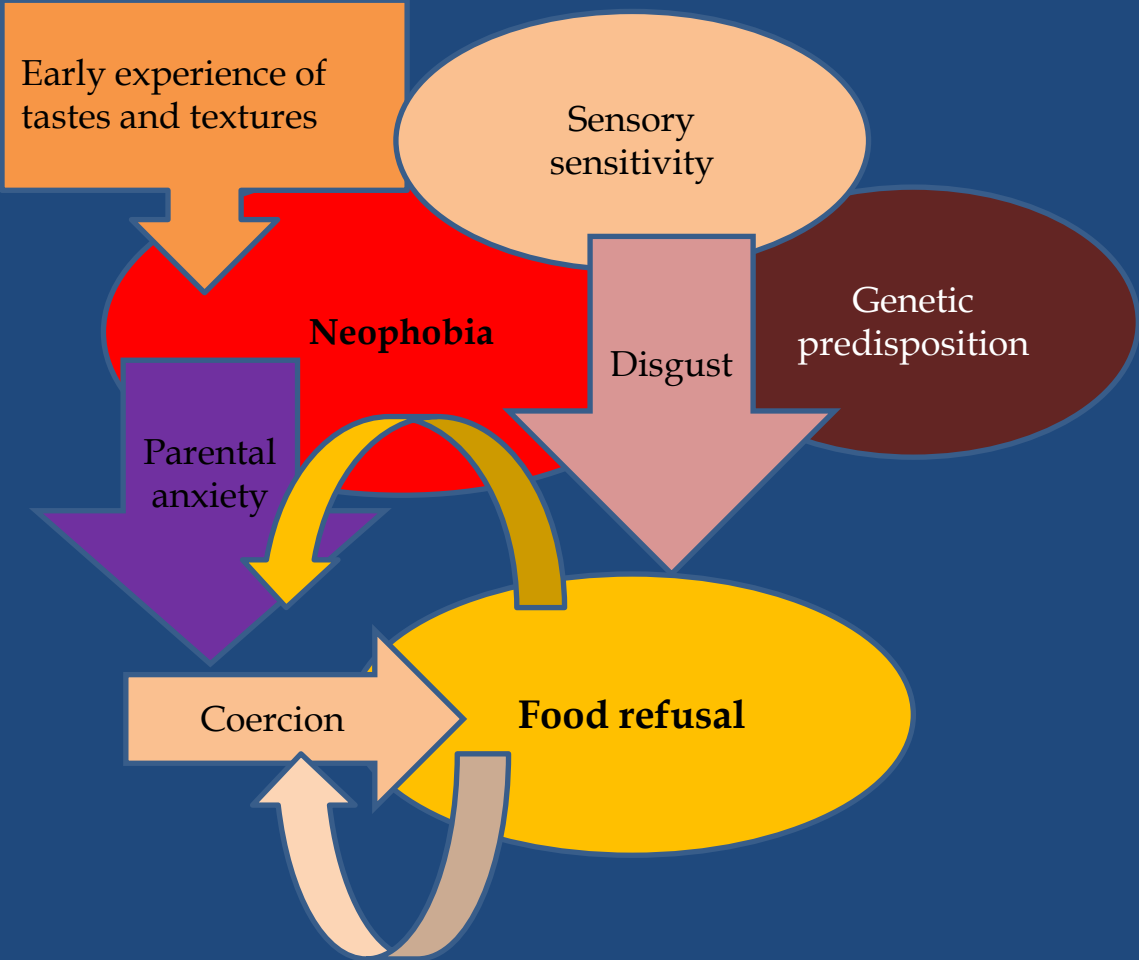 Early experience of
tastes and textures
Sensory
sensitivity
Genetic
predisposition
Neophobia
Disgust
Parental
anxiety
Coercion
Food refusal